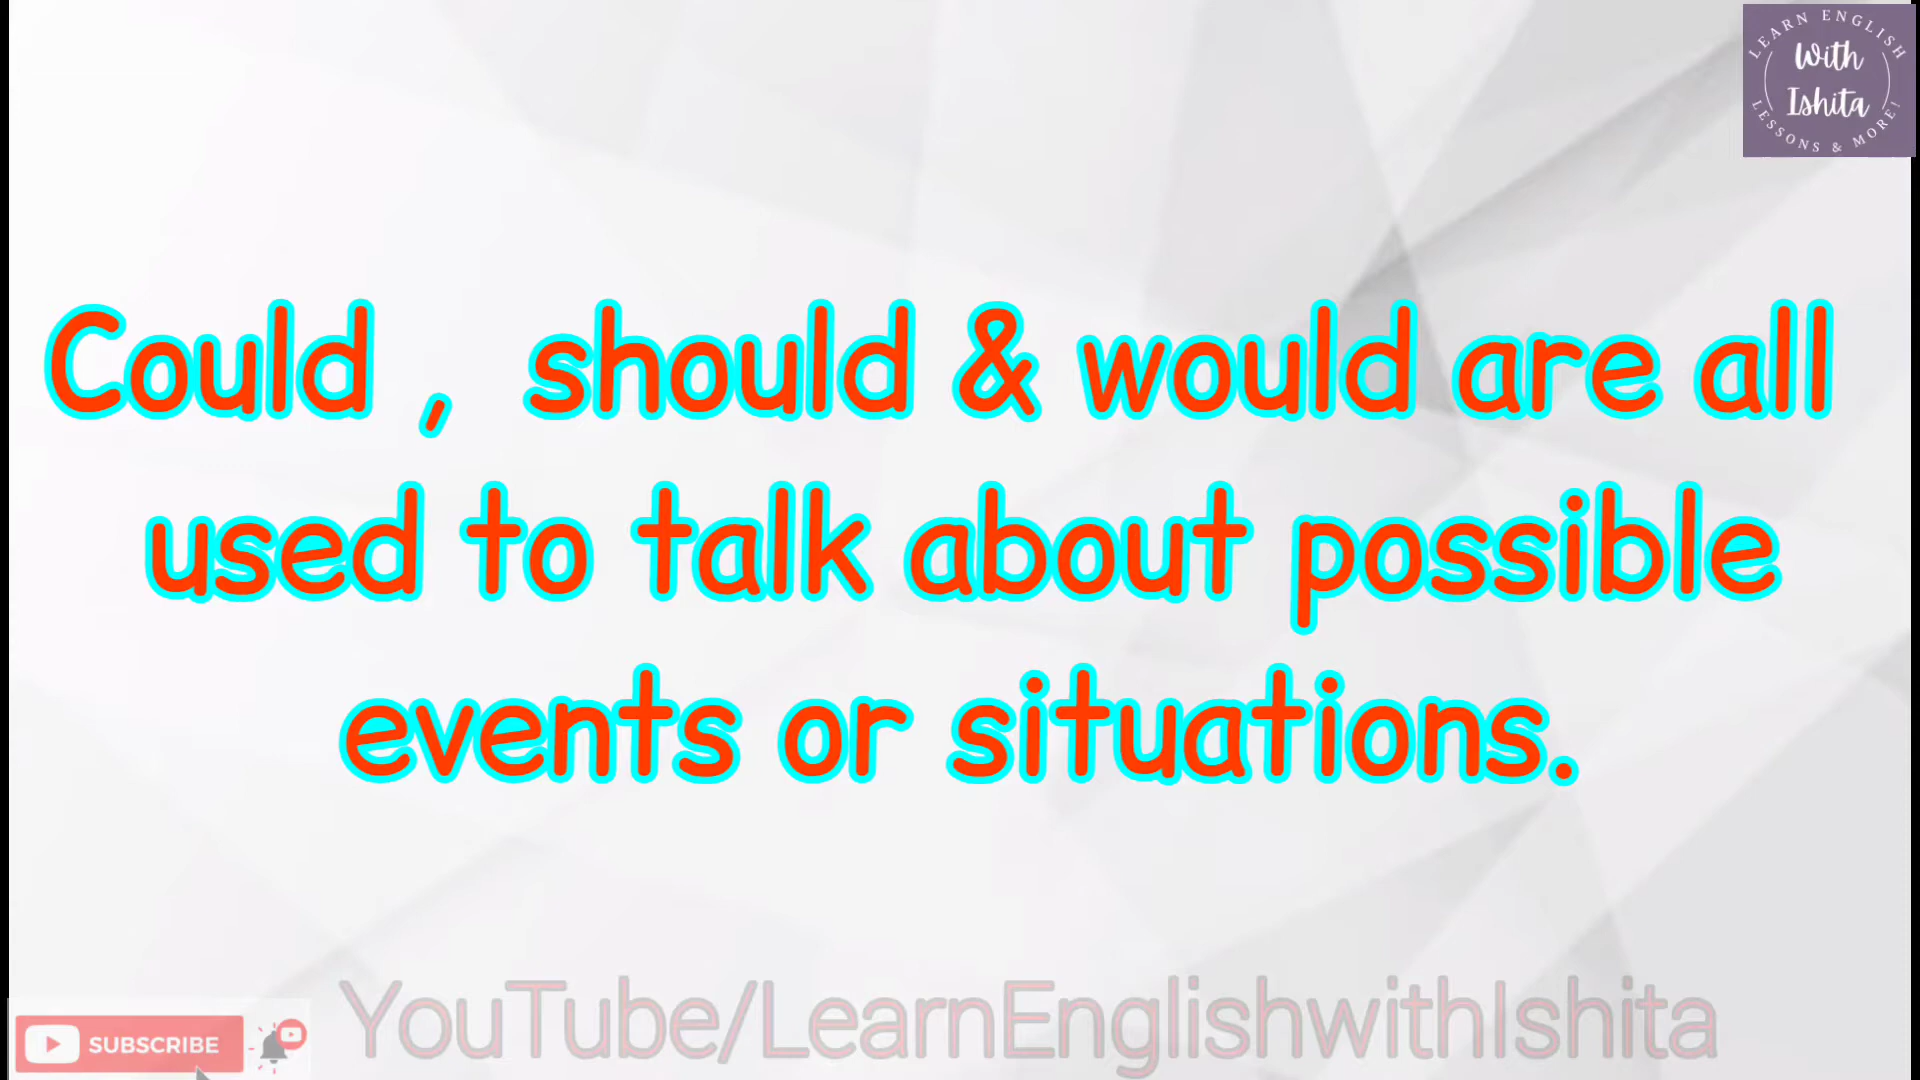 LEARN ENGLISH
With
Ishita
LESSONS & MORE!
Could , should & would are all
used to talk about possible
events or situations.
SUBSCRIBE
YouTube/LearnEnglishwithIshita